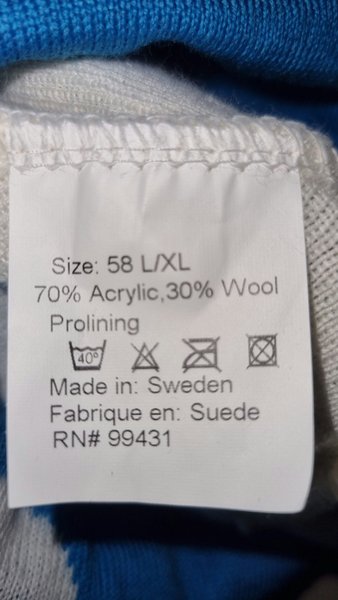 Size: 58 L/XL
70% Acrylic,30% Wool
Prolining
40°
Made in: Sweden
Fabrique en: Suede
RN# 99431